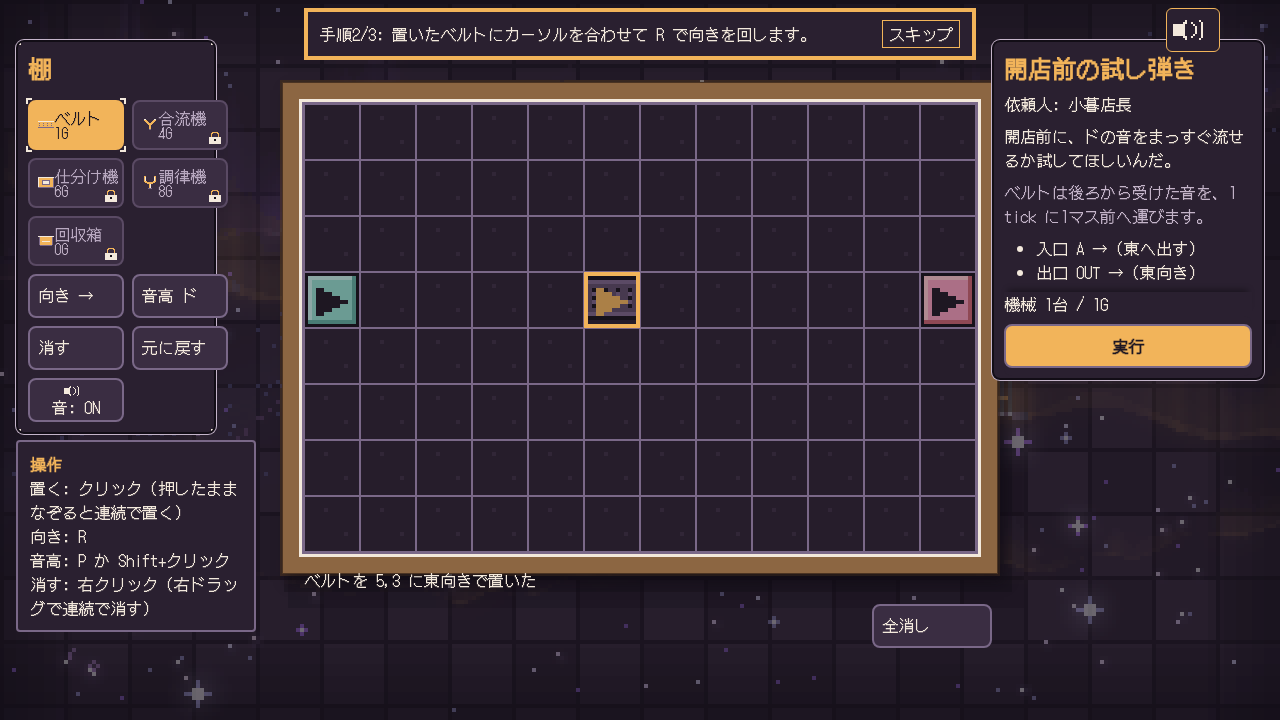 手順2/3: 置いたベルトにカーソルを合わせて R で向きを回します。
スキップ
棚
ベルト
1G
合流機
4G
仕分け機
6G
調律機
8G
回収箱
0G
向き →
音高 ド
消す
元に戻す
音: ON
操作
置く: クリック（押したまま
なぞると連続で置く）
向き: R
音高: P か Shift+クリック
消す: 右クリック（右ドラッ
グで連続で消す）
ベルトを 5,3 に東向きで置いた
全消し
開店前の試し弾き
依頼人: 小暮店長
開店前に、ドの音をまっすぐ流せ
るか試してほしいんだ。
ベルトは後ろから受けた音を、1
tick に1マス前へ運びます。
• 入口 A →（東へ出す）
• 出口 OUT →（東向き）
機械 1台 / 1G
実行